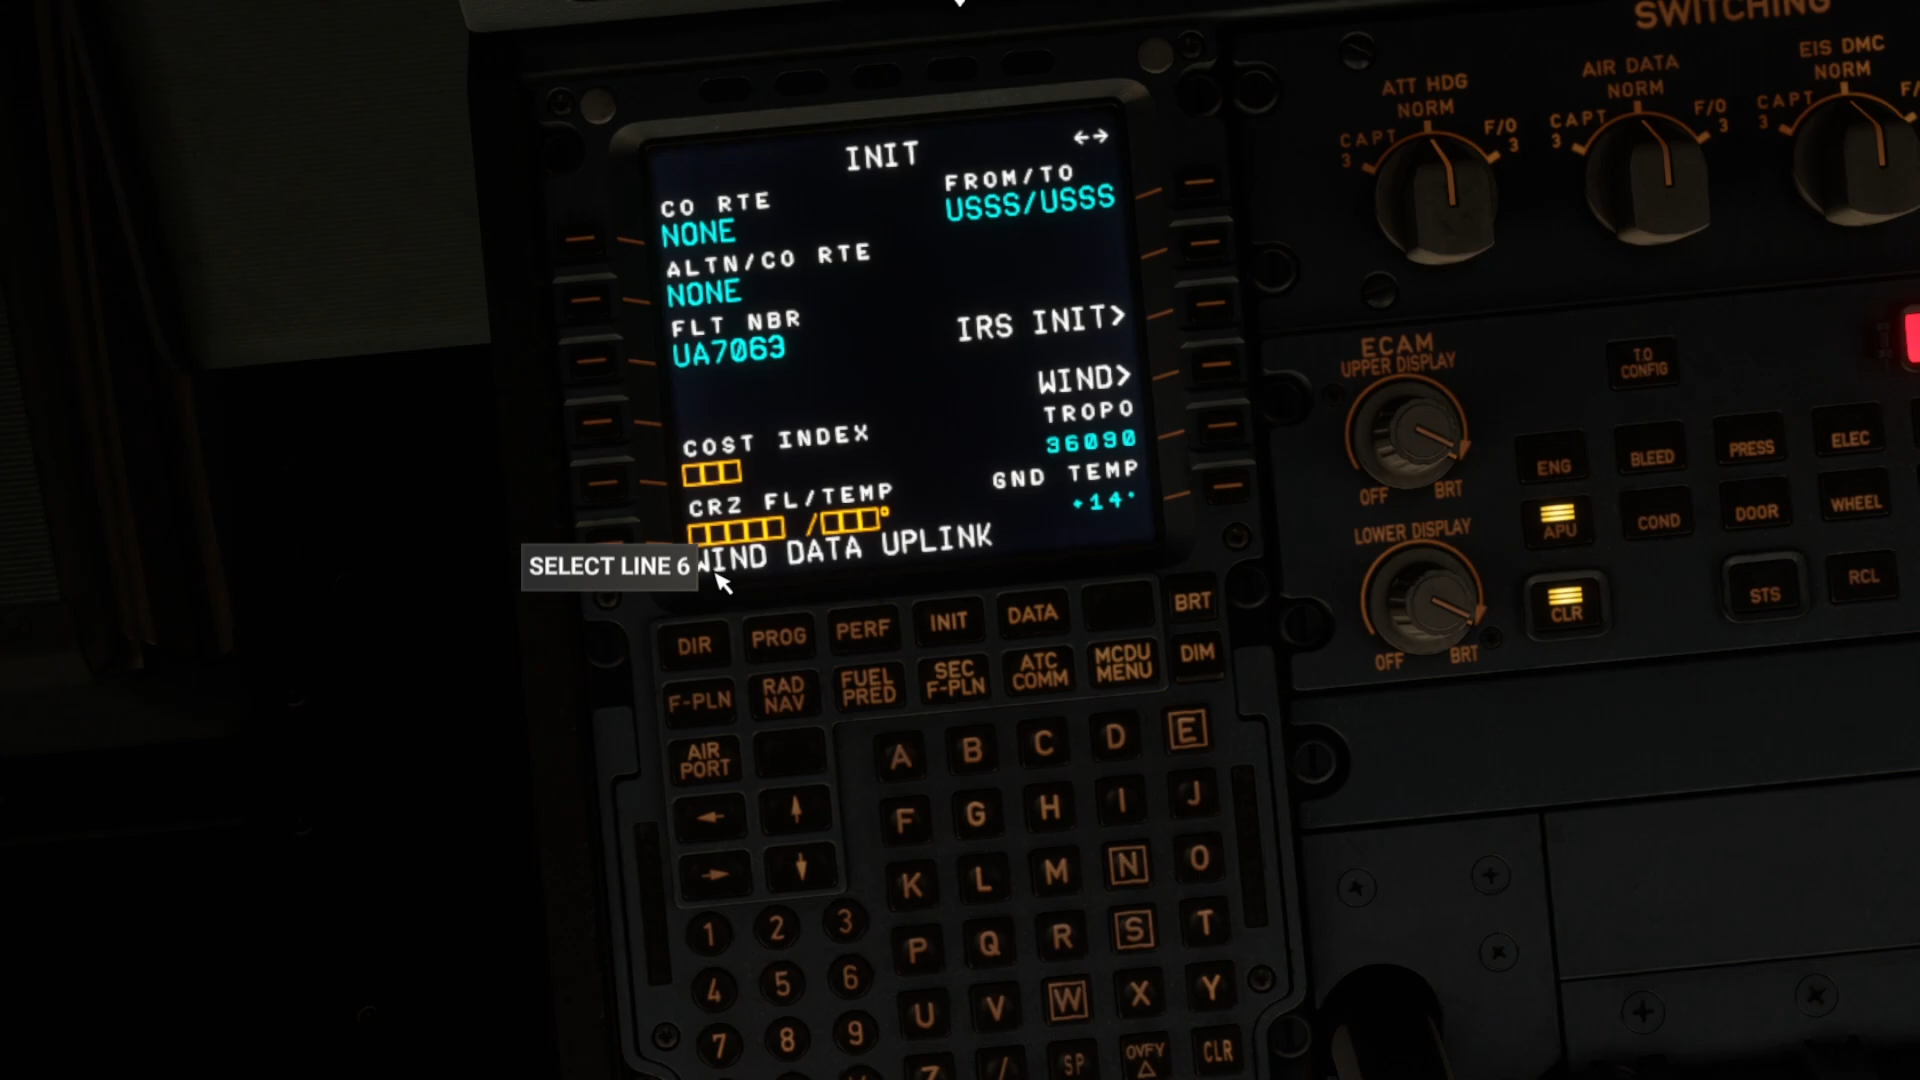 SWITCHING
ATT HDG
NORM
CAPT
3
F/O
3
AIR DATA
NORM
CAPT
3
F/O
3
EIS DMC
NORM
CAPT
3
INIT
←→
CO RTE
FROM/TO
NONE
USSS/USSS
ALTN/CO RTE
NONE
FLT NBR
IRS INIT>
UA7063
WIND>
COST INDEX
TROPO
36090
CRZ FL/TEMP
GND TEMP
/ °
+14°
WIND DATA UPLINK
SELECT LINE 6
ECAM
UPPER DISPLAY
OFF
BRT
LOWER DISPLAY
OFF
BRT
T.O
CONFIG
ENG
BLEED
PRESS
ELEC
APU
COND
DOOR
WHEEL
CLR
STS
RCL
DIR
PROG
PERF
INIT
DATA
BRT
F-PLN
RAD
NAV
FUEL
PRED
SEC
F-PLN
ATC
COMM
MCDU
MENU
DIM
AIR
PORT
←
↑
→
↓
A
B
C
D
E
F
G
H
I
J
K
L
M
N
O
P
Q
R
S
T
U
V
W
X
Y
Z
/
SP
OVFY
△
CLR
1
2
3
4
5
6
7
8
9